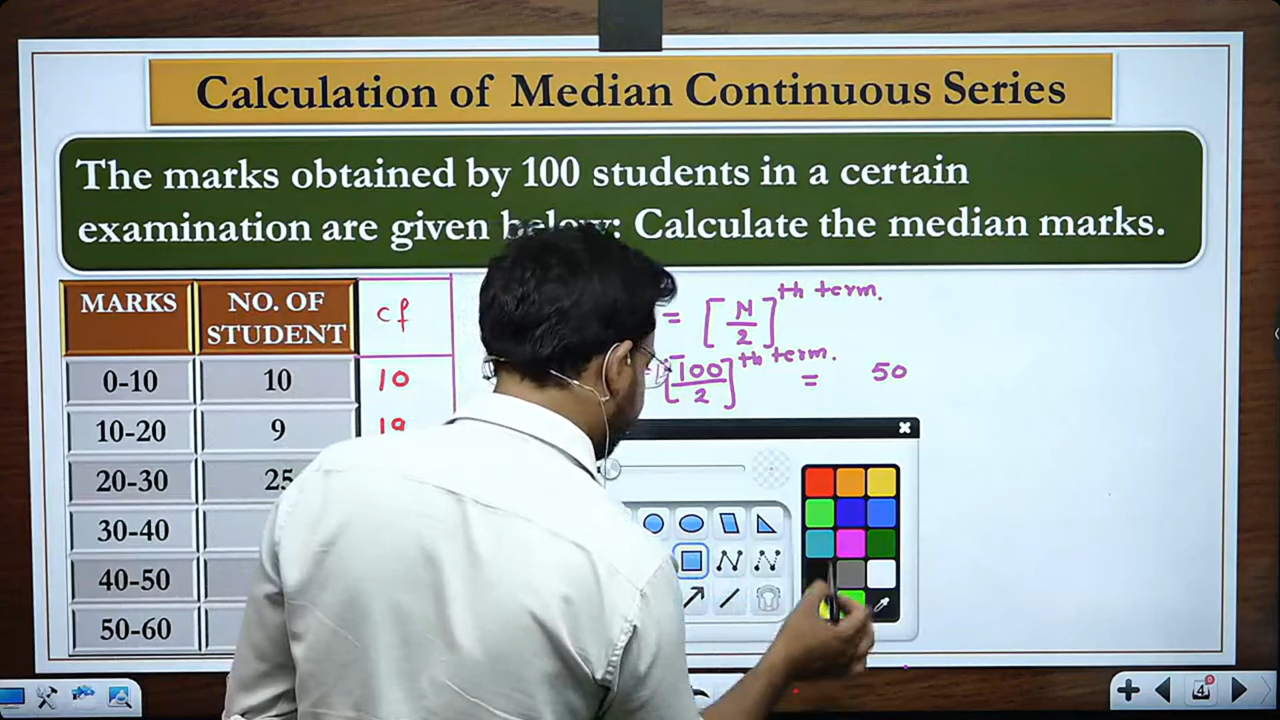 Calculation of Median Continuous Series
The marks obtained by 100 students in a certain
examination are given below: Calculate the median marks.
MARKS NO. OF STUDENT cf
0-10 10 10
10-20 9 19
20-30 25
30-40
40-50
50-60
= [N/2]th term.
[100/2]th term. = 50
4